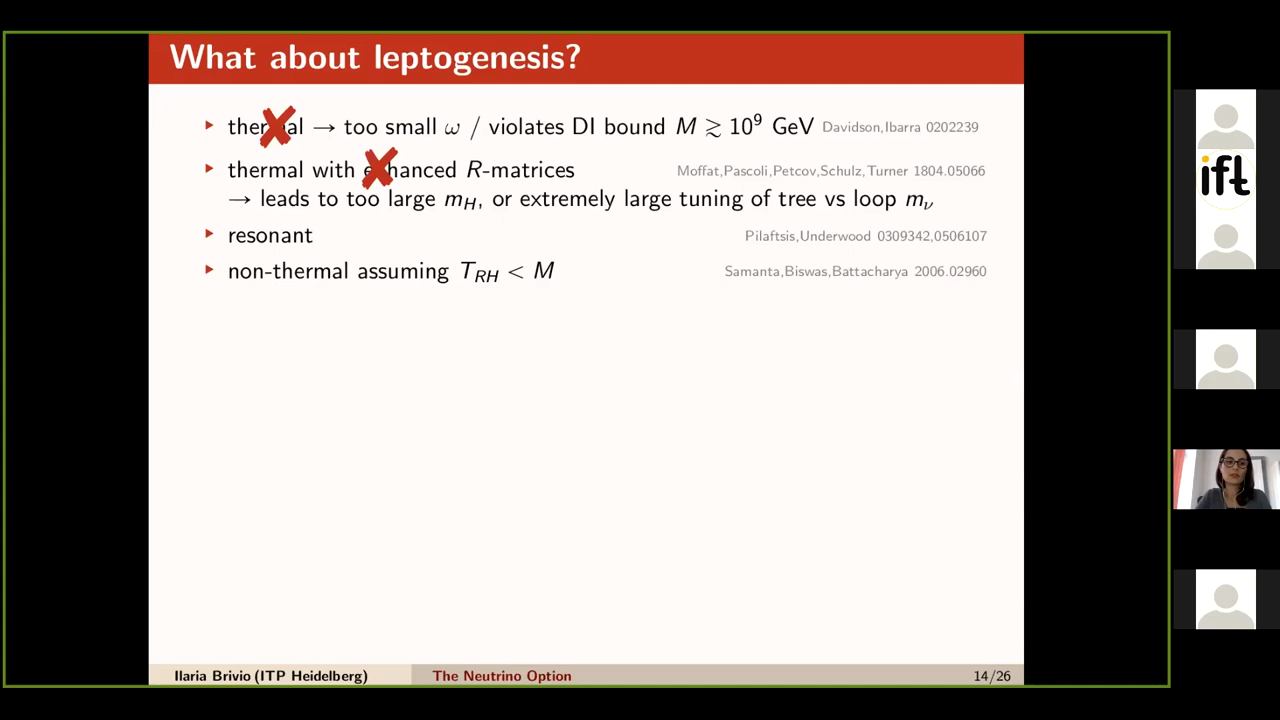 What about leptogenesis?
▸ thermal → too small ω / violates DI bound M ≳ 10⁹ GeV Davidson,Ibarra 0202239
▸ thermal with enhanced R-matrices Moffat,Pascoli,Petcov,Schulz,Turner 1804.05066
→ leads to too large m_H, or extremely large tuning of tree vs loop m_ν
▸ resonant Pilaftsis,Underwood 0309342,0506107
▸ non-thermal assuming T_RH < M Samanta,Biswas,Battacharya 2006.02960
Ilaria Brivio (ITP Heidelberg) The Neutrino Option 14/26
ift